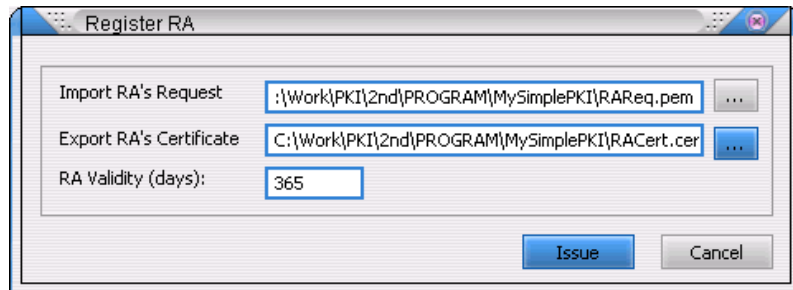 Register RA
Import RA's Request :\Work\PKI\2nd\PROGRAM\MySimplePKI\RAReq.pem ...
Export RA's Certificate C:\Work\PKI\2nd\PROGRAM\MySimplePKI\RACert.cer ...
RA Validity (days): 365
Issue Cancel